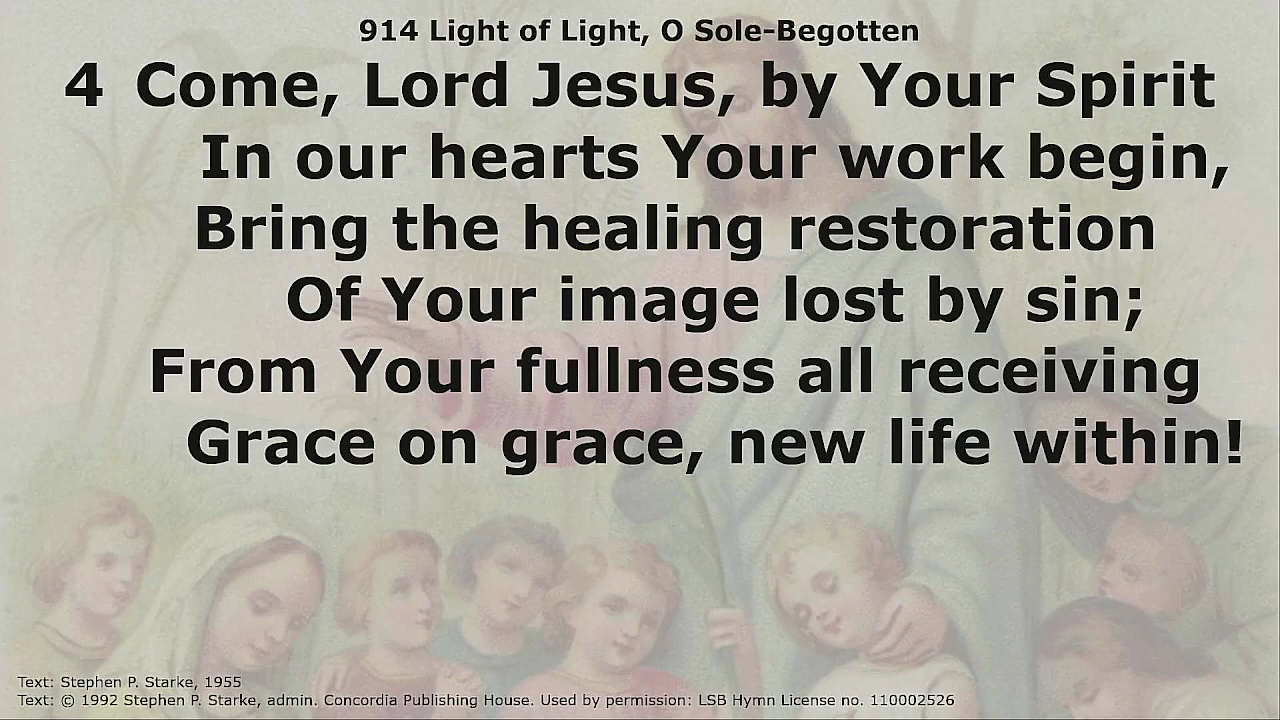 914 Light of Light, O Sole-Begotten
4 Come, Lord Jesus, by Your Spirit
In our hearts Your work begin,
Bring the healing restoration
Of Your image lost by sin;
From Your fullness all receiving
Grace on grace, new life within!
Text: Stephen P. Starke, 1955
Text: © 1992 Stephen P. Starke, admin. Concordia Publishing House. Used by permission: LSB Hymn License no. 110002526